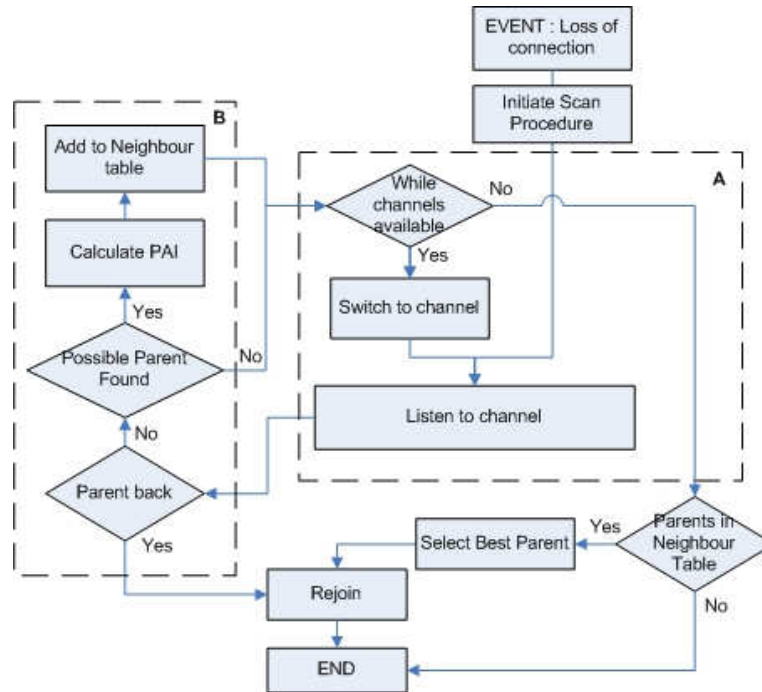 EVENT : Loss of
connection
Initiate Scan
Procedure
B
Add to Neighbour
table
Calculate PAI
Yes
Possible Parent
Found
No
No
Parent back
Yes
A
While
channels
available
No
Yes
Switch to channel
Listen to channel
Parents in
Neighbour
Table
Yes
No
Select Best Parent
Rejoin
END